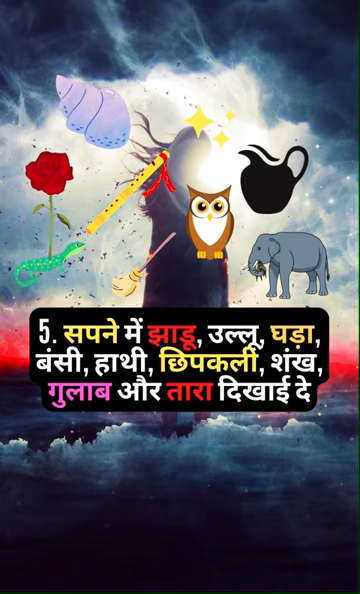 5. सपने में झाड़ू, उल्लू, घड़ा,
बंसी, हाथी, छिपकली, शंख,
गुलाब और तारा दिखाई दे